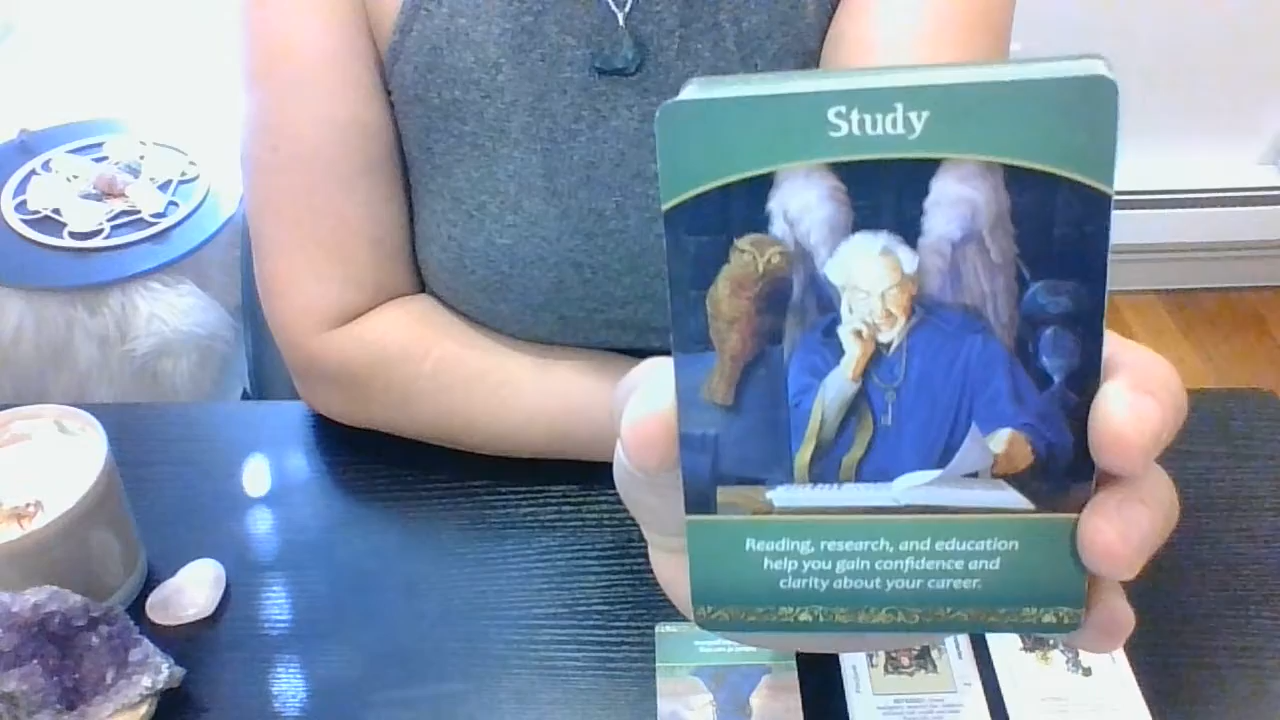 Study
Reading, research, and education
help you gain confidence and
clarity about your career.